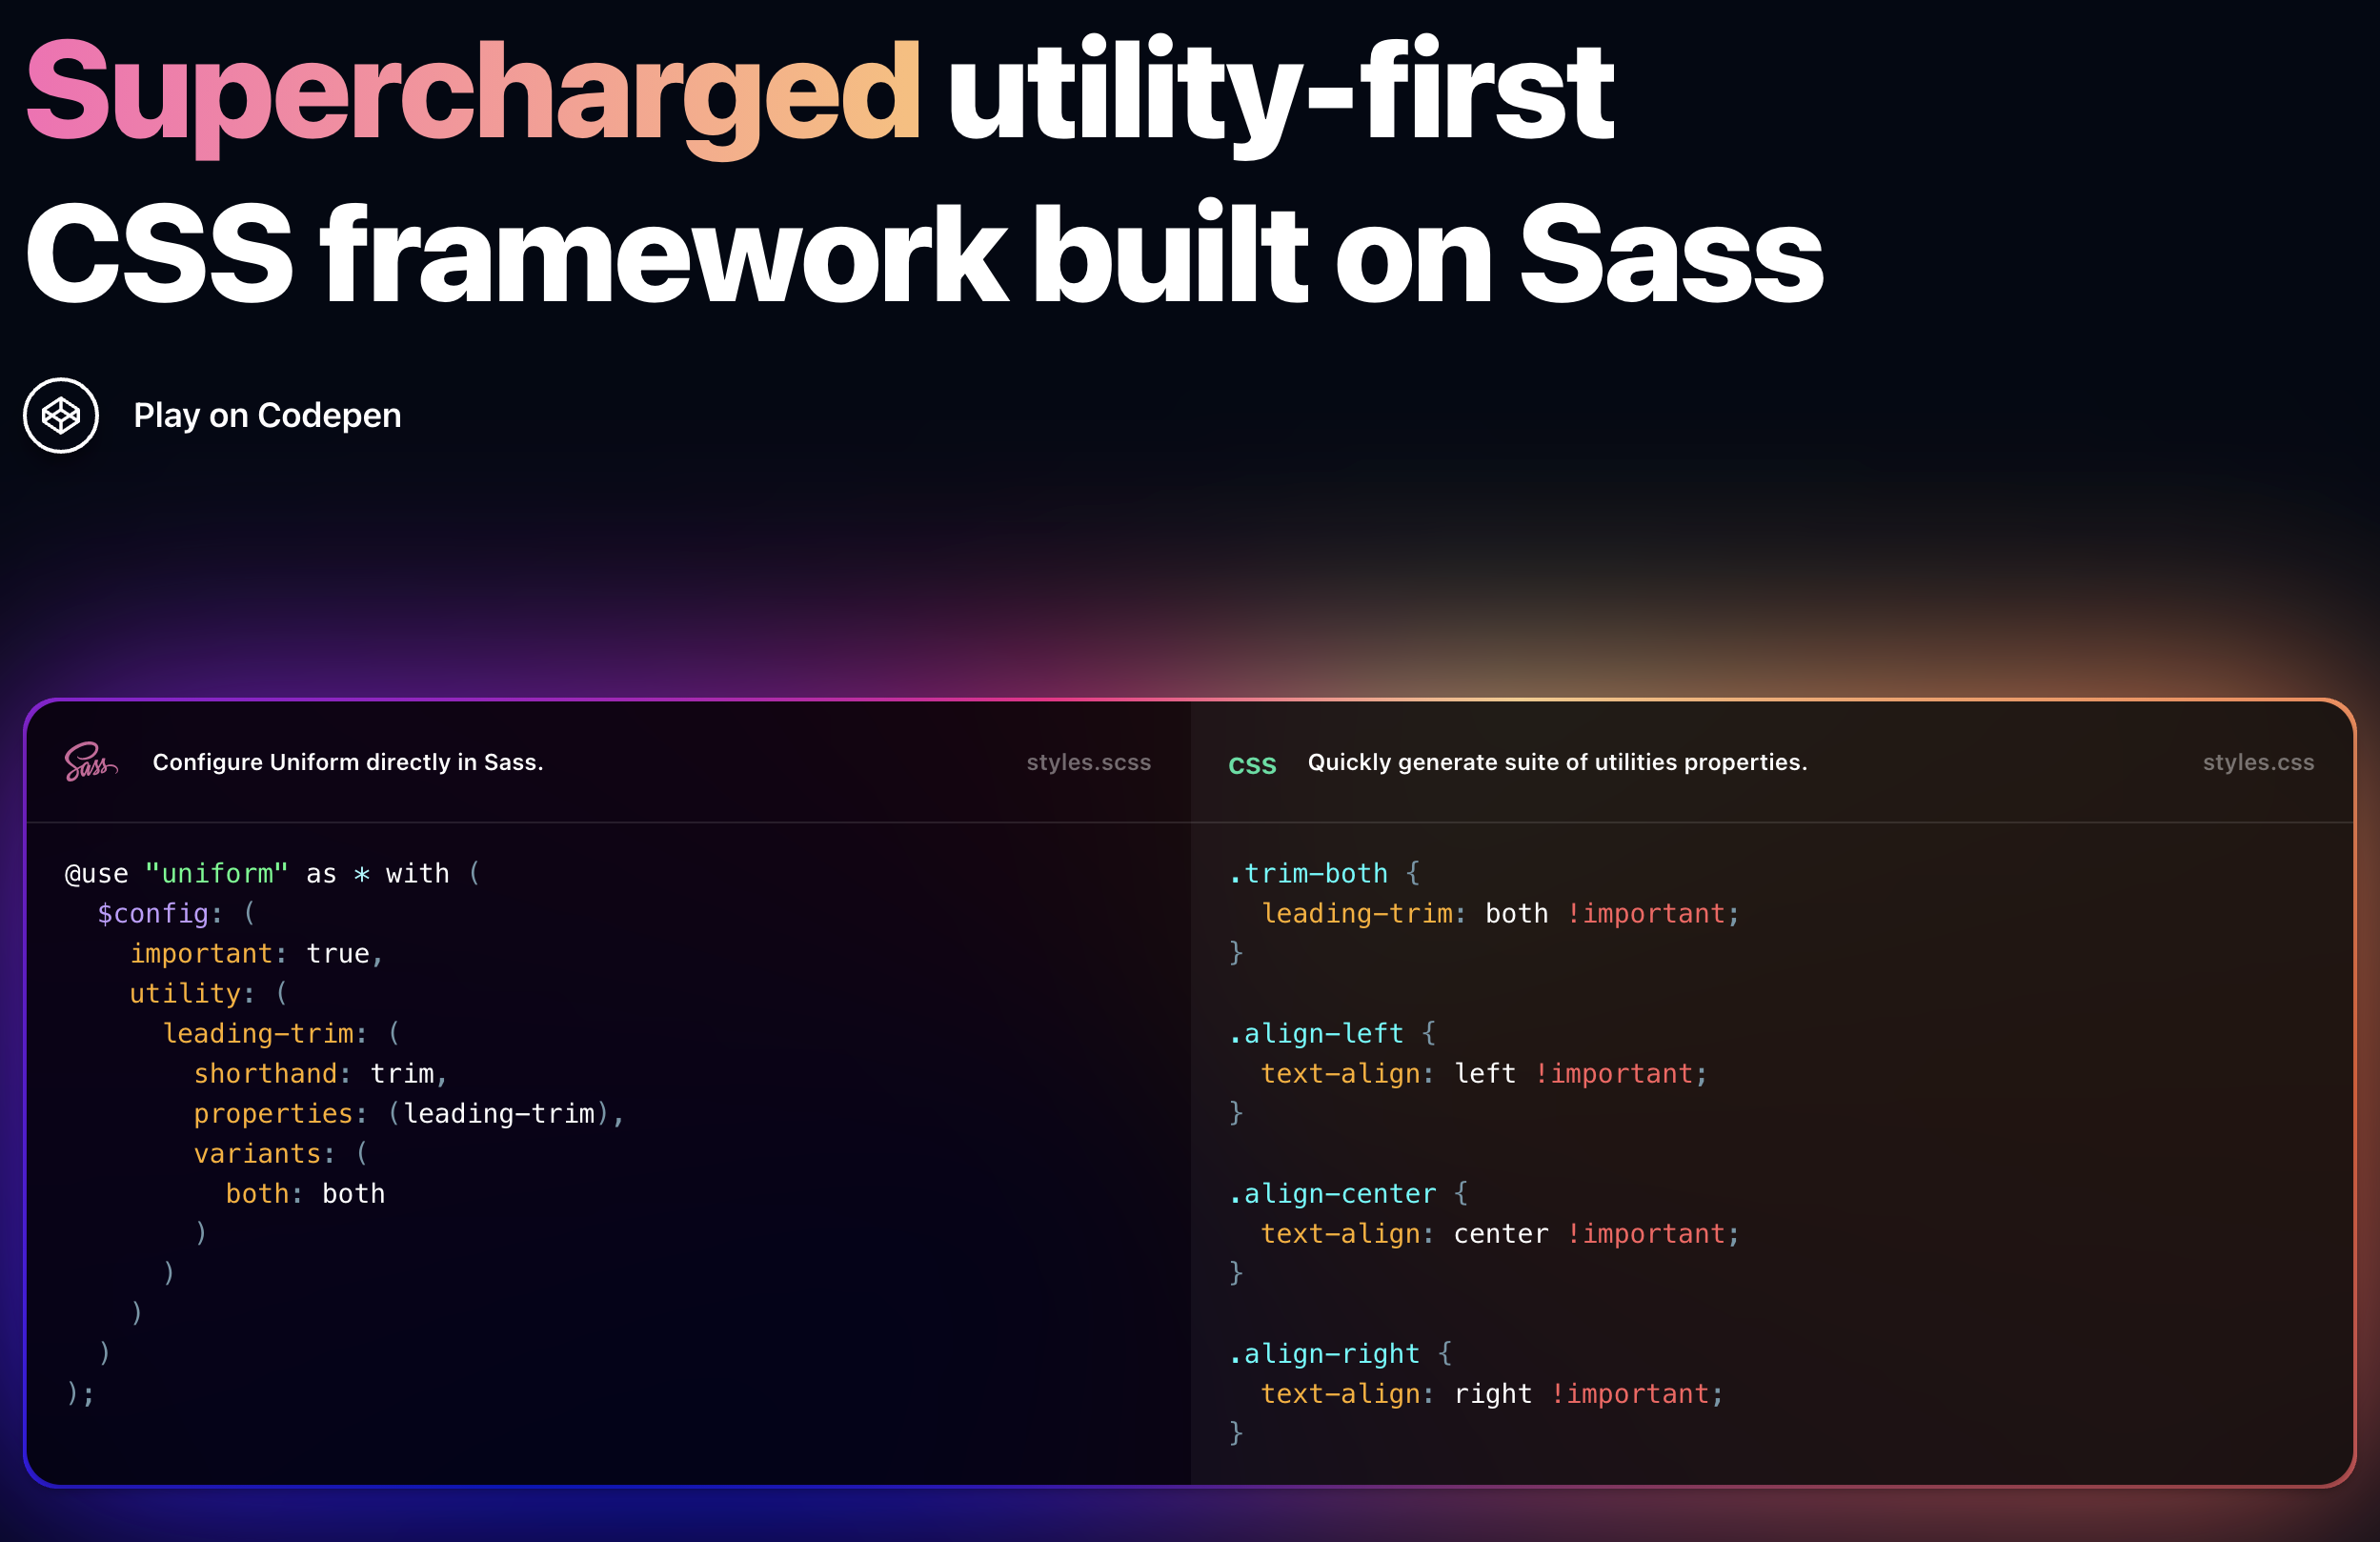 Supercharged utility-first
CSS framework built on Sass
Play on Codepen
Sass
Configure Uniform directly in Sass.
styles.scss
@use "uniform" as * with (
  $config: (
    important: true,
    utility: (
      leading-trim: (
        shorthand: trim,
        properties: (leading-trim),
        variants: (
          both: both
        )
      )
    )
  )
);
css
Quickly generate suite of utilities properties.
styles.css
.trim-both {
  leading-trim: both !important;
}
.align-left {
  text-align: left !important;
}
.align-center {
  text-align: center !important;
}
.align-right {
  text-align: right !important;
}